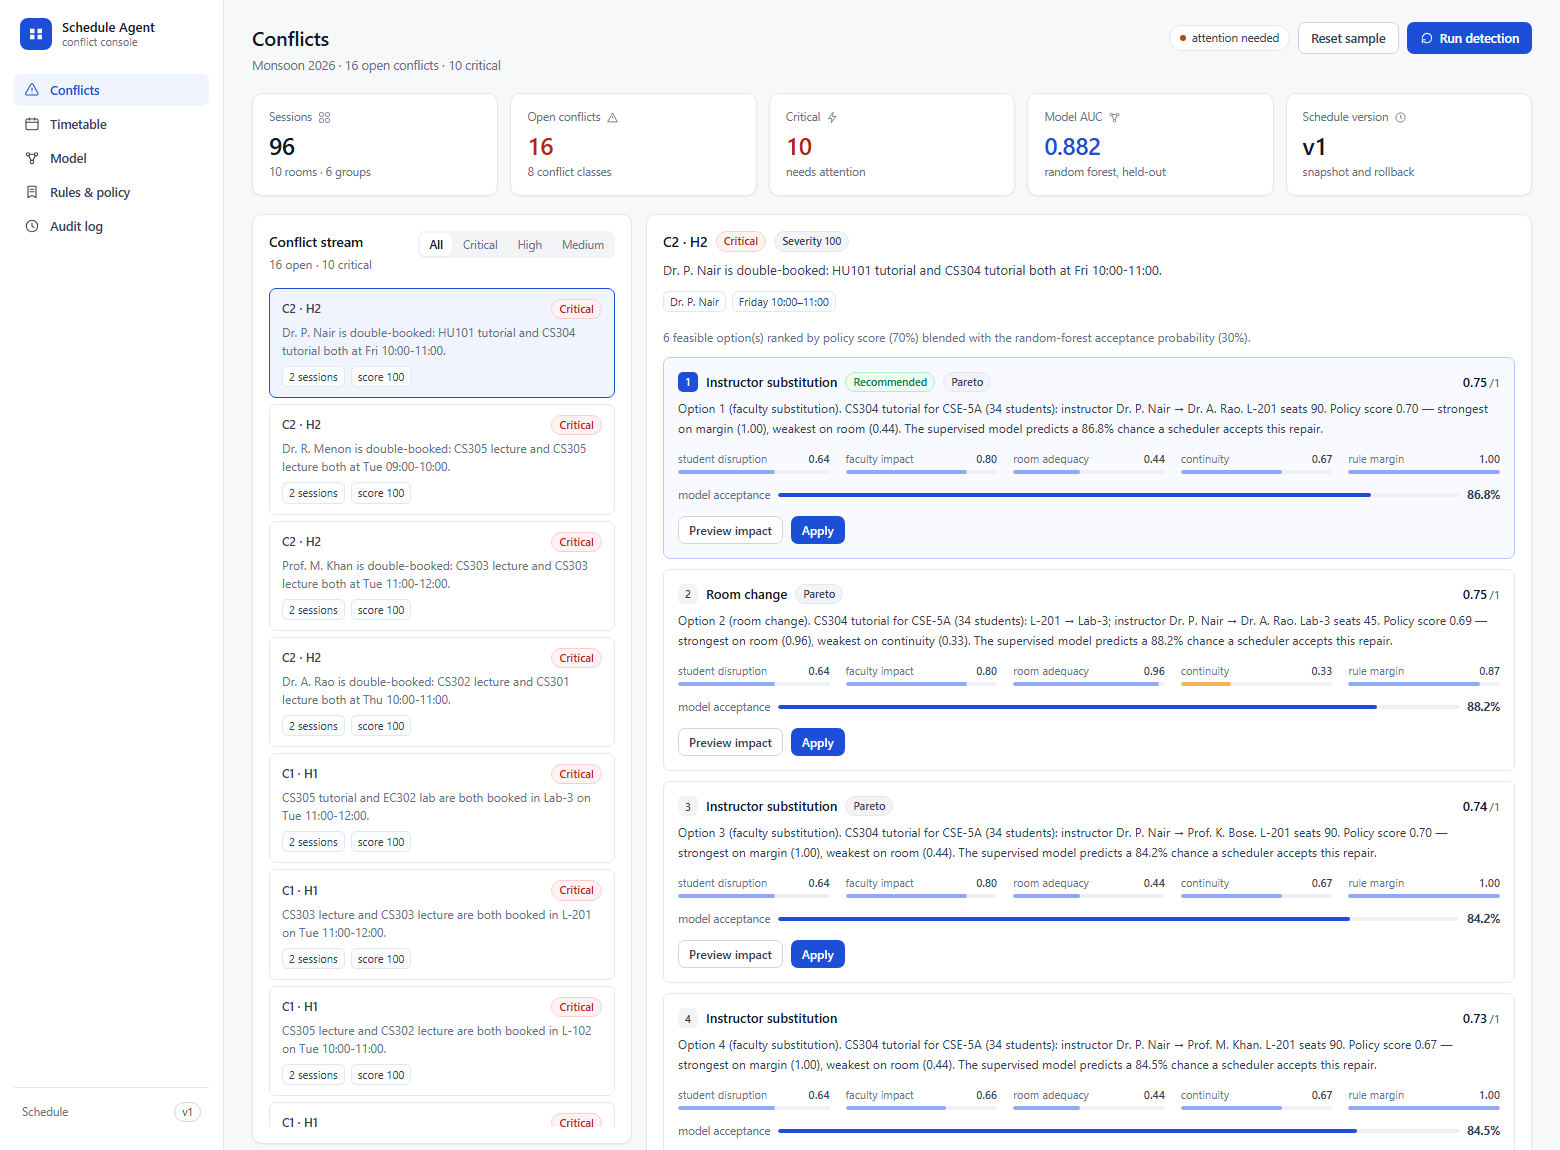 Schedule Agent
conflict console
Conflicts
Timetable
Model
Rules & policy
Audit log
Schedule
v1
Conflicts
Monsoon 2026 · 16 open conflicts · 10 critical
attention needed
Reset sample
Run detection
Sessions
96
10 rooms · 6 groups
Open conflicts
16
8 conflict classes
Critical
10
needs attention
Model AUC
0.882
random forest, held-out
Schedule version
v1
snapshot and rollback
Conflict stream
16 open · 10 critical
All Critical High Medium
C2 · H2 Critical
Dr. P. Nair is double-booked: HU101 tutorial and CS304
tutorial both at Fri 10:00-11:00.
2 sessions score 100
C2 · H2 Critical
Dr. R. Menon is double-booked: CS305 lecture and CS305
lecture both at Tue 09:00-10:00.
2 sessions score 100
C2 · H2 Critical
Prof. M. Khan is double-booked: CS303 lecture and CS303
lecture both at Tue 11:00-12:00.
2 sessions score 100
C2 · H2 Critical
Dr. A. Rao is double-booked: CS302 lecture and CS301
lecture both at Thu 10:00-11:00.
2 sessions score 100
C1 · H1 Critical
CS305 tutorial and EC302 lab are both booked in Lab-3 on
Tue 11:00-12:00.
2 sessions score 100
C1 · H1 Critical
CS303 lecture and CS303 lecture are both booked in L-201
on Tue 11:00-12:00.
2 sessions score 100
C1 · H1 Critical
CS305 lecture and CS302 lecture are both booked in L-102
on Tue 10:00-11:00.
2 sessions score 100
C1 · H1 Critical
C2 · H2 Critical Severity 100
Dr. P. Nair is double-booked: HU101 tutorial and CS304 tutorial both at Fri 10:00-11:00.
Dr. P. Nair Friday 10:00–11:00
6 feasible option(s) ranked by policy score (70%) blended with the random-forest acceptance probability (30%).
1 Instructor substitution Recommended Pareto 0.75 /1
Option 1 (faculty substitution). CS304 tutorial for CSE-5A (34 students): instructor Dr. P. Nair → Dr. A. Rao. L-201 seats 90. Policy score 0.70 — strongest
on margin (1.00), weakest on room (0.44). The supervised model predicts a 86.8% chance a scheduler accepts this repair.
student disruption 0.64 faculty impact 0.80 room adequacy 0.44 continuity 0.67 rule margin 1.00
model acceptance 86.8%
Preview impact Apply
2 Room change Pareto 0.75 /1
Option 2 (room change). CS304 tutorial for CSE-5A (34 students): L-201 → Lab-3; instructor Dr. P. Nair → Dr. A. Rao. Lab-3 seats 45. Policy score 0.69 —
strongest on room (0.96), weakest on continuity (0.33). The supervised model predicts a 88.2% chance a scheduler accepts this repair.
student disruption 0.64 faculty impact 0.80 room adequacy 0.96 continuity 0.33 rule margin 0.87
model acceptance 88.2%
Preview impact Apply
3 Instructor substitution Pareto 0.74 /1
Option 3 (faculty substitution). CS304 tutorial for CSE-5A (34 students): instructor Dr. P. Nair → Prof. K. Bose. L-201 seats 90. Policy score 0.70 —
strongest on margin (1.00), weakest on room (0.44). The supervised model predicts a 84.2% chance a scheduler accepts this repair.
student disruption 0.64 faculty impact 0.80 room adequacy 0.44 continuity 0.67 rule margin 1.00
model acceptance 84.2%
Preview impact Apply
4 Instructor substitution 0.73 /1
Option 4 (faculty substitution). CS304 tutorial for CSE-5A (34 students): instructor Dr. P. Nair → Prof. M. Khan. L-201 seats 90. Policy score 0.67 —
strongest on margin (1.00), weakest on room (0.44). The supervised model predicts a 84.5% chance a scheduler accepts this repair.
student disruption 0.64 faculty impact 0.66 room adequacy 0.44 continuity 0.67 rule margin 1.00
model acceptance 84.5%